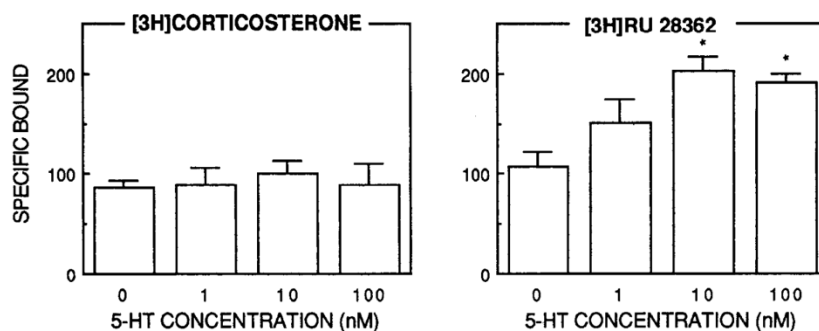 [3H]CORTICOSTERONE
SPECIFIC BOUND
200
100
0
0 1 10 100
5-HT CONCENTRATION (nM)
[3H]RU 28362
* *
200
100
0
0 1 10 100
5-HT CONCENTRATION (nM)